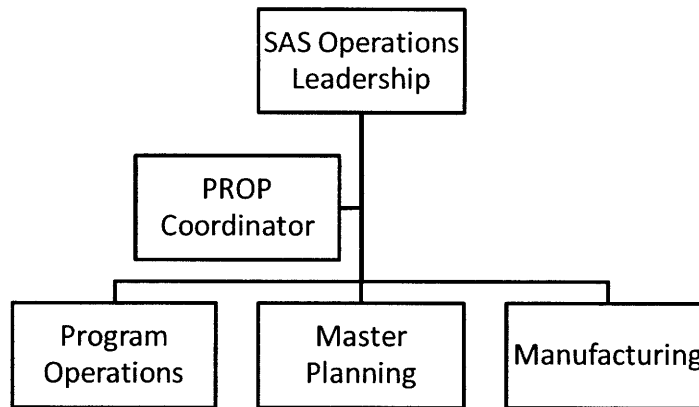 SAS Operations
Leadership
PROP
Coordinator
Program
Operations
Master
Planning
Manufacturing